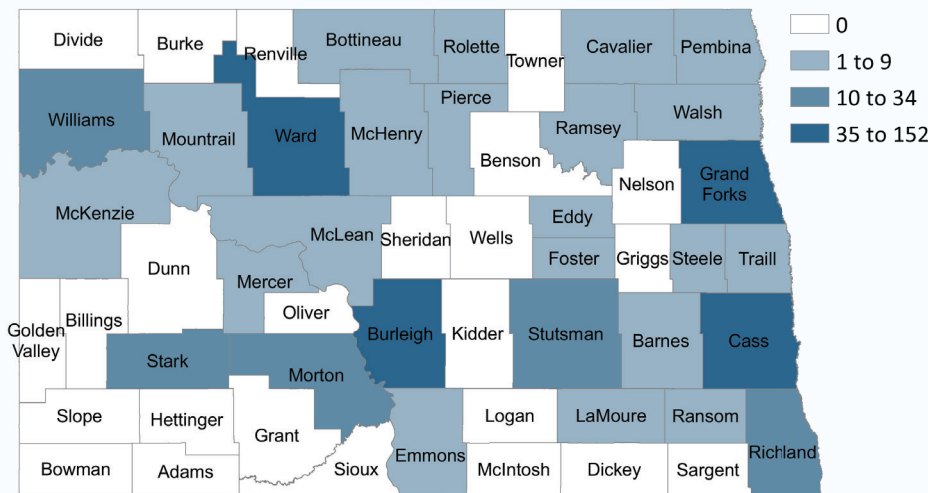 Divide
Burke
Renville
Bottineau
Rolette
Towner
Cavalier
Pembina
0
1 to 9
10 to 34
35 to 152
Williams
Mountrail
Ward
McHenry
Pierce
Benson
Ramsey
Walsh
Nelson
Grand
Forks
McKenzie
Dunn
McLean
Mercer
Oliver
Sheridan
Wells
Eddy
Foster
Griggs
Steele
Traill
Golden
Valley
Billings
Stark
Morton
Burleigh
Kidder
Stutsman
Barnes
Cass
Slope
Hettinger
Grant
Emmons
Logan
LaMoure
Ransom
Richland
Bowman
Adams
Sioux
McIntosh
Dickey
Sargent